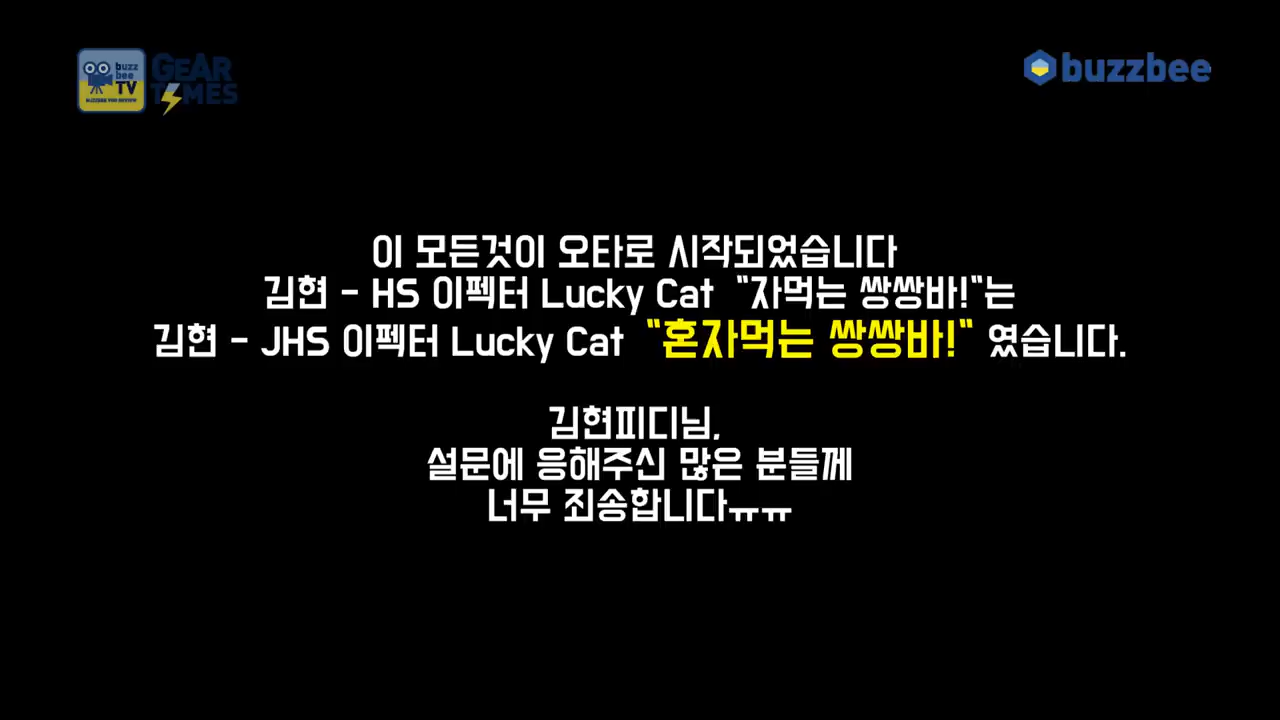 buzz
bee
TV
BUZZBEE PRO REVIEW
GEAR
TIMES
buzzbee
이 모든것이 오타로 시작되었습니다
김현 - HS 이펙터 Lucky Cat "자먹는 쌍쌍바!"는
김현 - JHS 이펙터 Lucky Cat "혼자먹는 쌍쌍바!" 였습니다.
김현피디님,
설문에 응해주신 많은 분들께
너무 죄송합니다ㅠㅠ